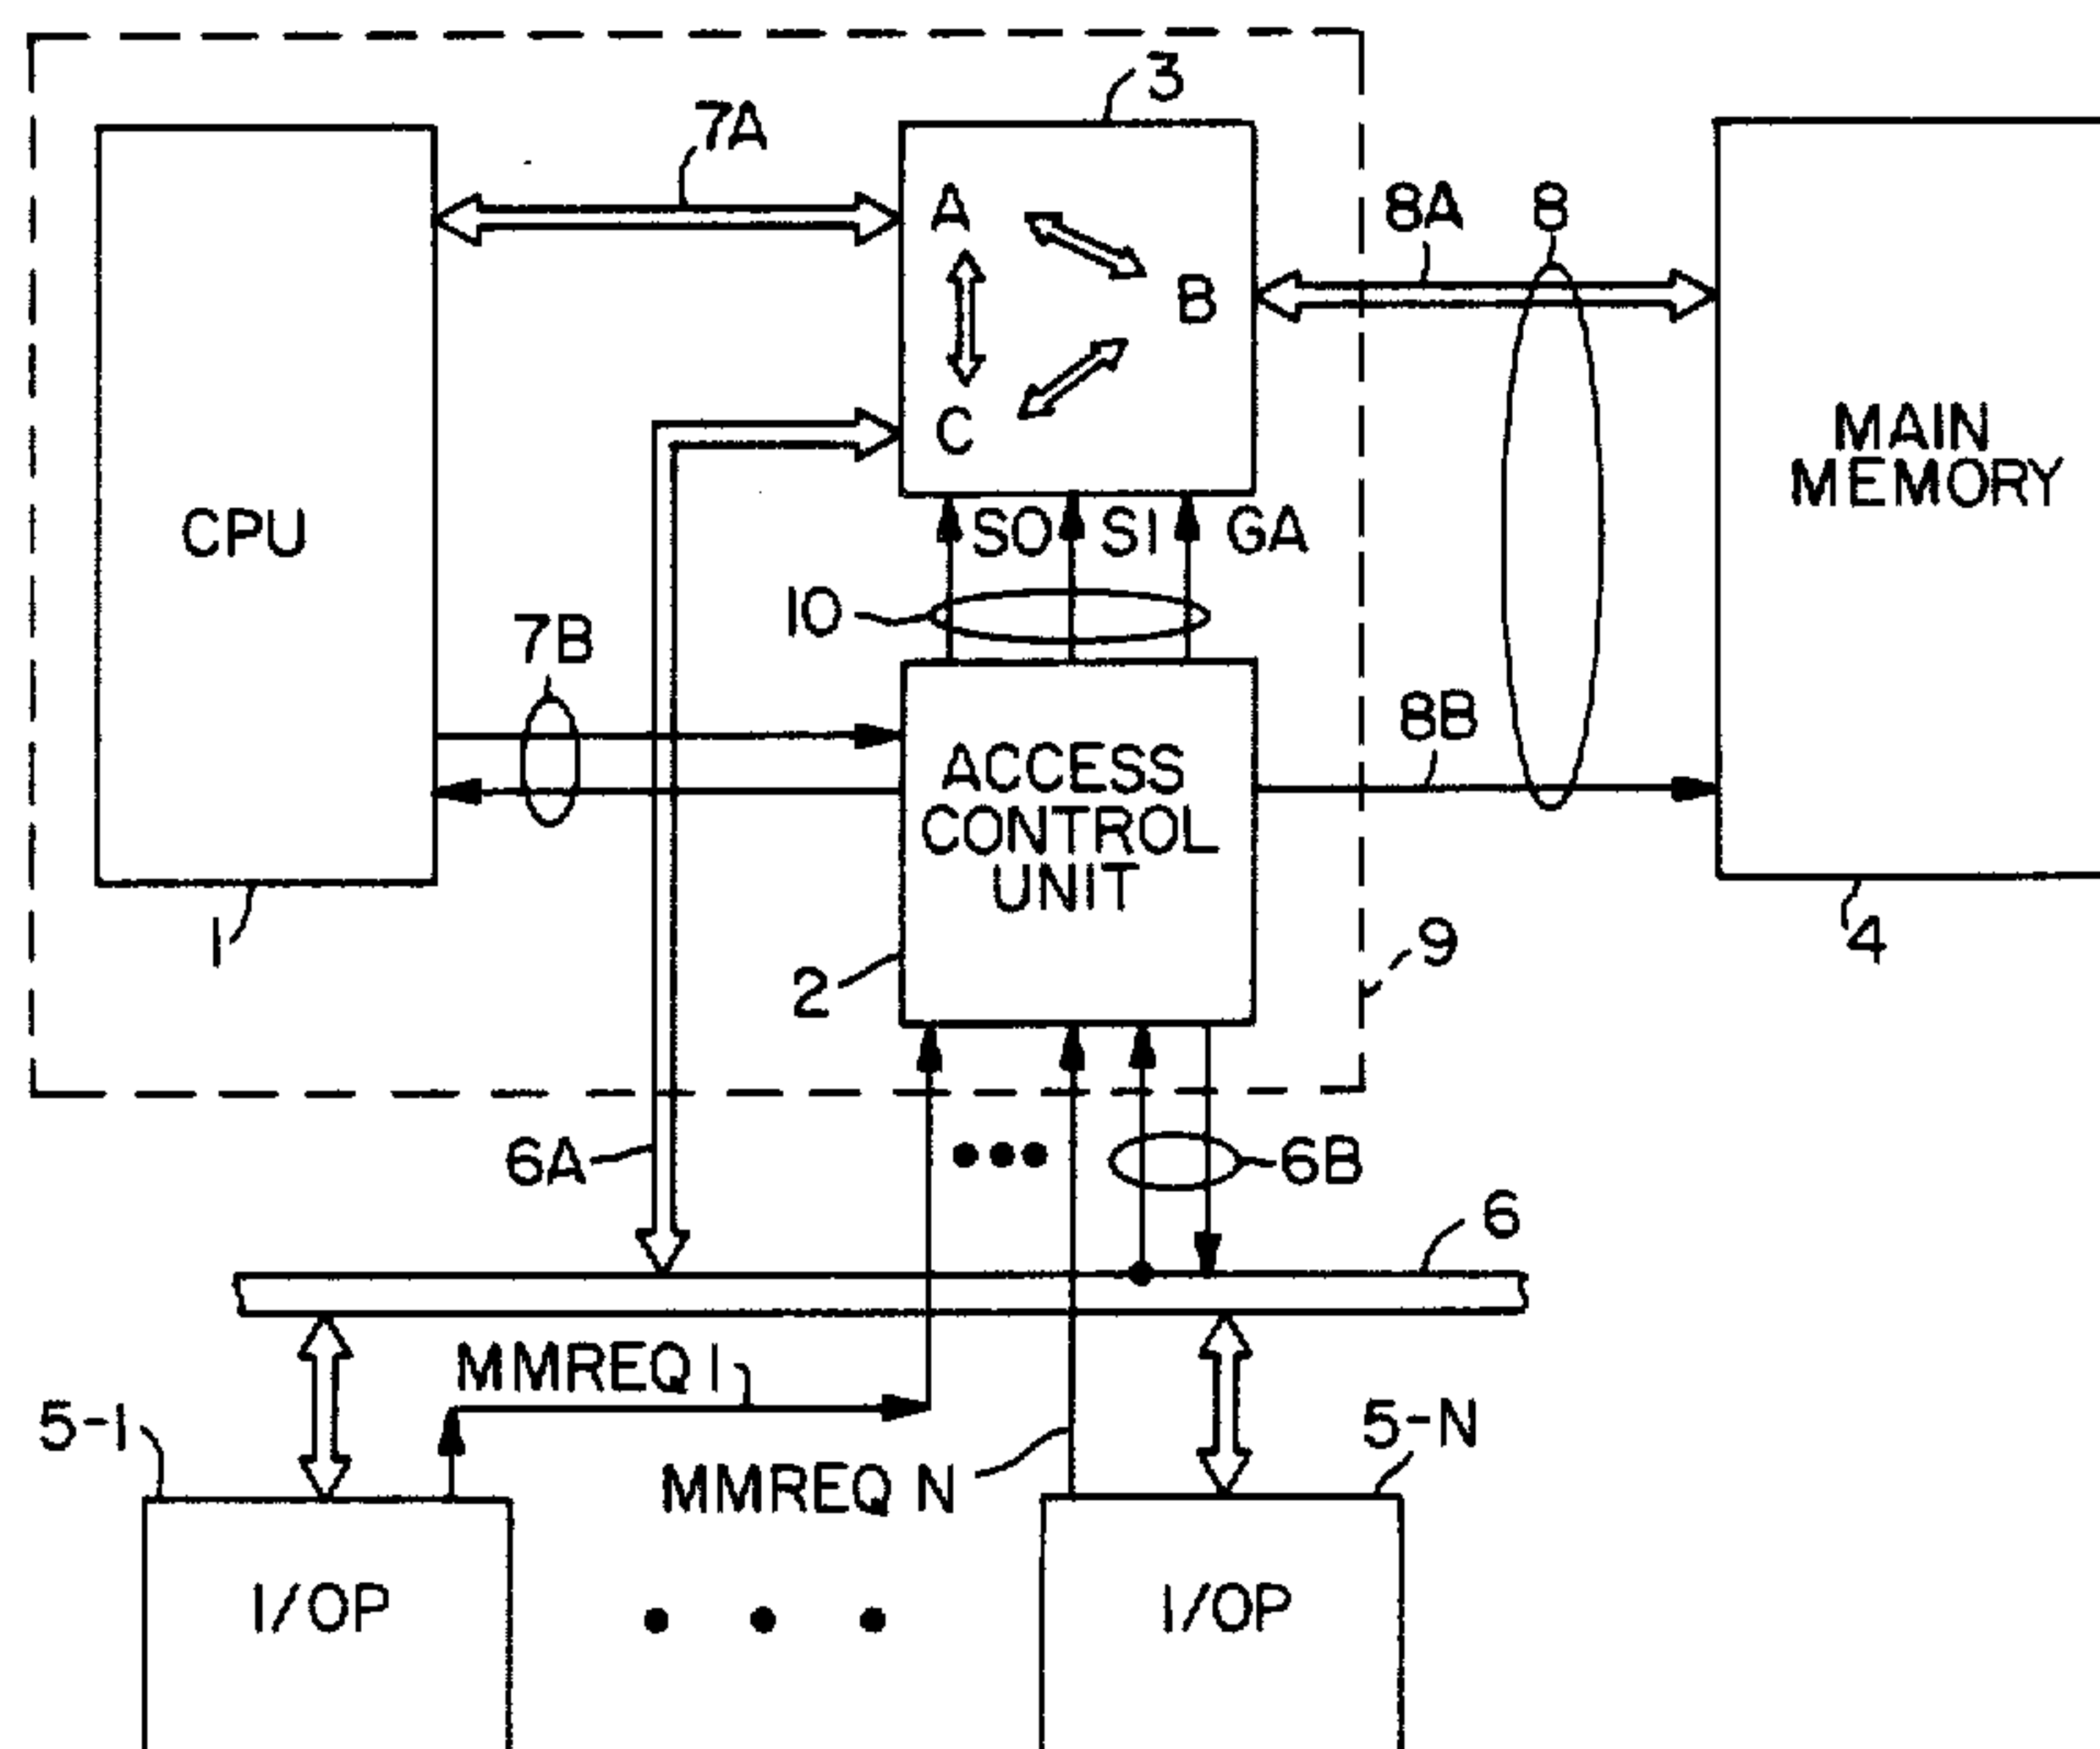 3
7A
A
8A
8
B
MAIN
MEMORY
C
CPU
SO
S1
GA
10
7B
8B
ACCESS
CONTROL
UNIT
1
2
9
4
6A
6B
6
MMREQ 1
5-1
5-N
MMREQ N
I/OP
I/OP